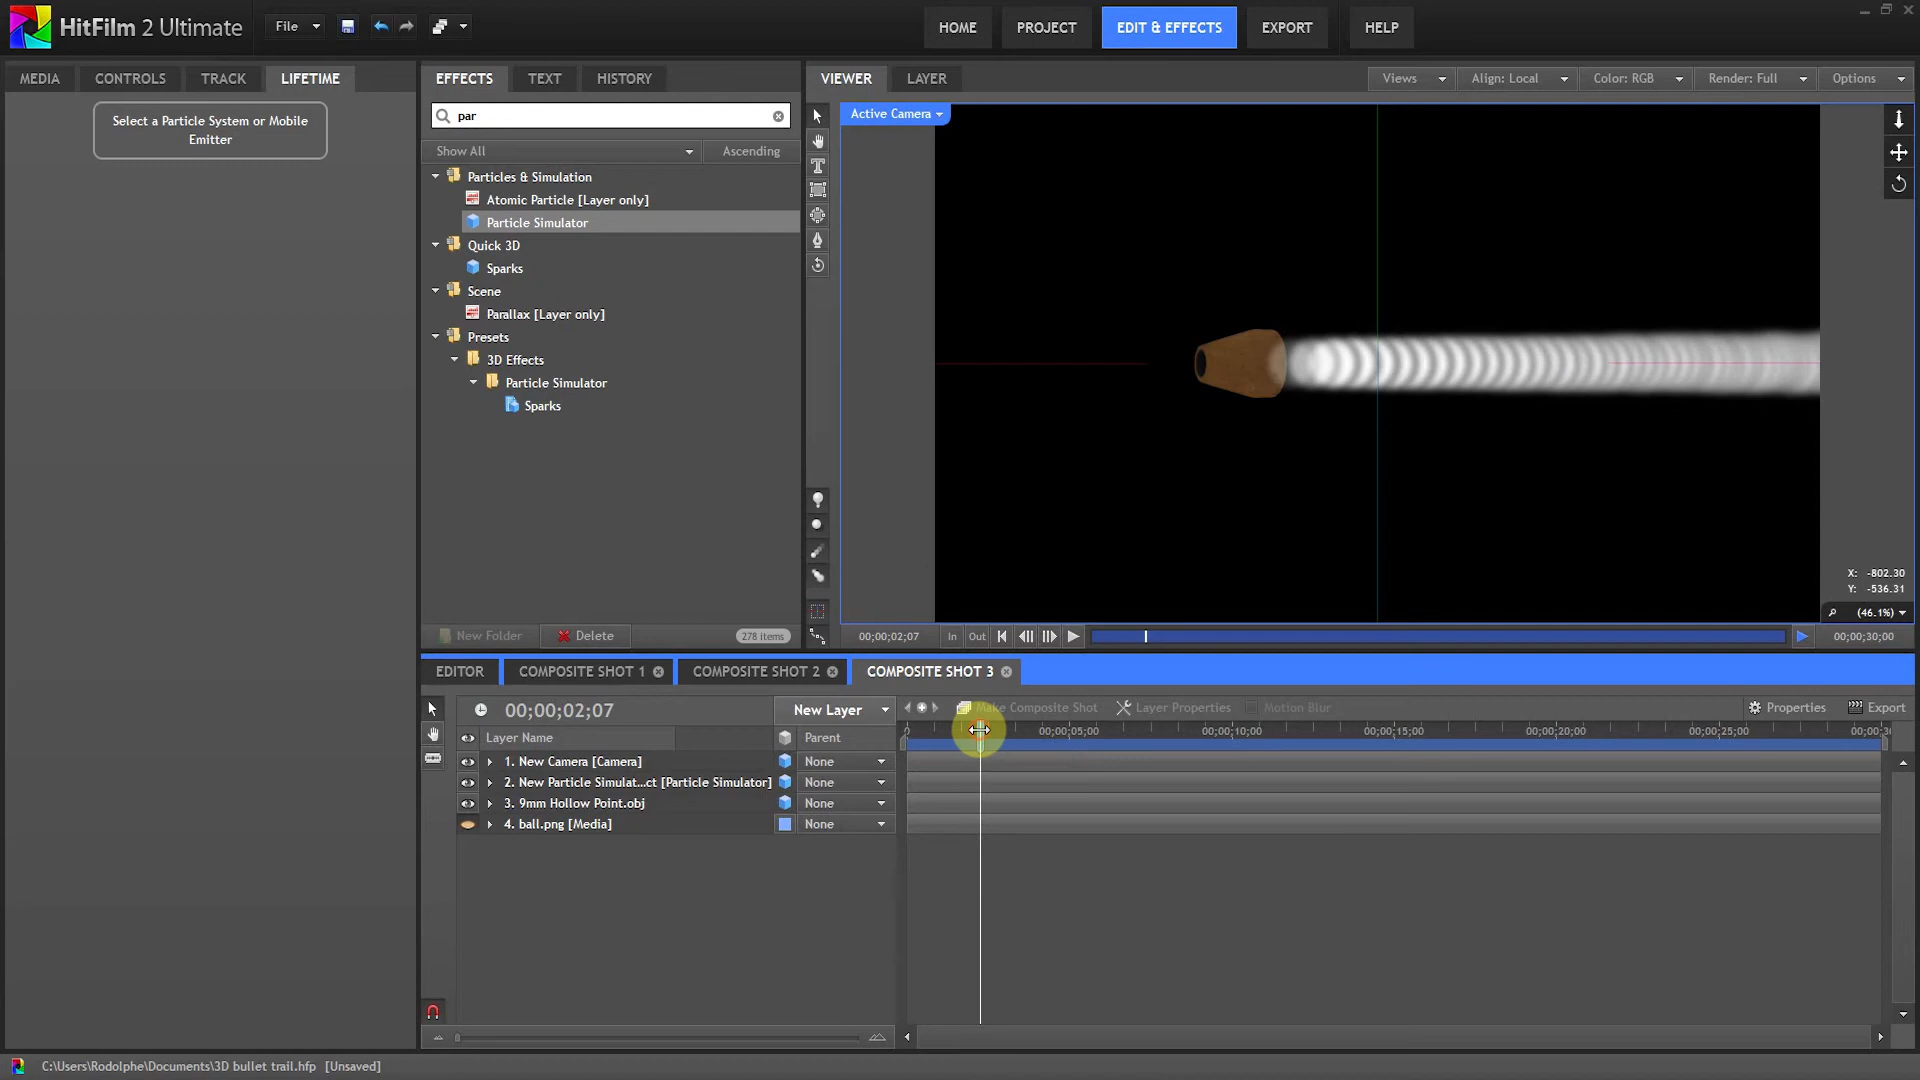 HitFilm 2 Ultimate
File
HOME
PROJECT
EDIT & EFFECTS
EXPORT
HELP
MEDIA
CONTROLS
TRACK
LIFETIME
Select a Particle System or Mobile
Emitter
EFFECTS
TEXT
HISTORY
par
Show All
Ascending
Particles & Simulation
Atomic Particle [Layer only]
Particle Simulator
Quick 3D
Sparks
Scene
Parallax [Layer only]
Presets
3D Effects
Particle Simulator
Sparks
New Folder
Delete
278 items
VIEWER
LAYER
Views
Align: Local
Color: RGB
Render: Full
Options
Active Camera
X: -802.30
Y: -536.31
(46.1%)
00;00;02;07
In
Out
00;00;30;00
EDITOR
COMPOSITE SHOT 1
COMPOSITE SHOT 2
COMPOSITE SHOT 3
00;00;02;07
New Layer
Make Composite Shot
Layer Properties
Motion Blur
Properties
Export
Layer Name
Parent
0
00;00;05;00
00;00;10;00
00;00;15;00
00;00;20;00
00;00;25;00
00;00;3
1. New Camera [Camera]
None
2. New Particle Simulat...ct [Particle Simulator]
None
3. 9mm Hollow Point.obj
None
4. ball.png [Media]
None
C:\Users\Rodolphe\Documents\3D bullet trail.hfp [Unsaved]